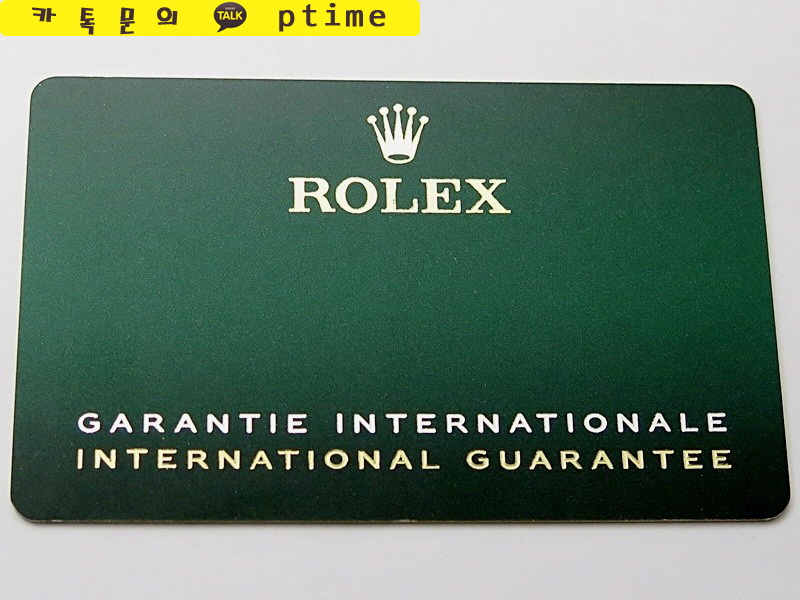 카톡문의 TALK ptime
ROLEX
GARANTIE INTERNATIONALE
INTERNATIONAL GUARANTEE